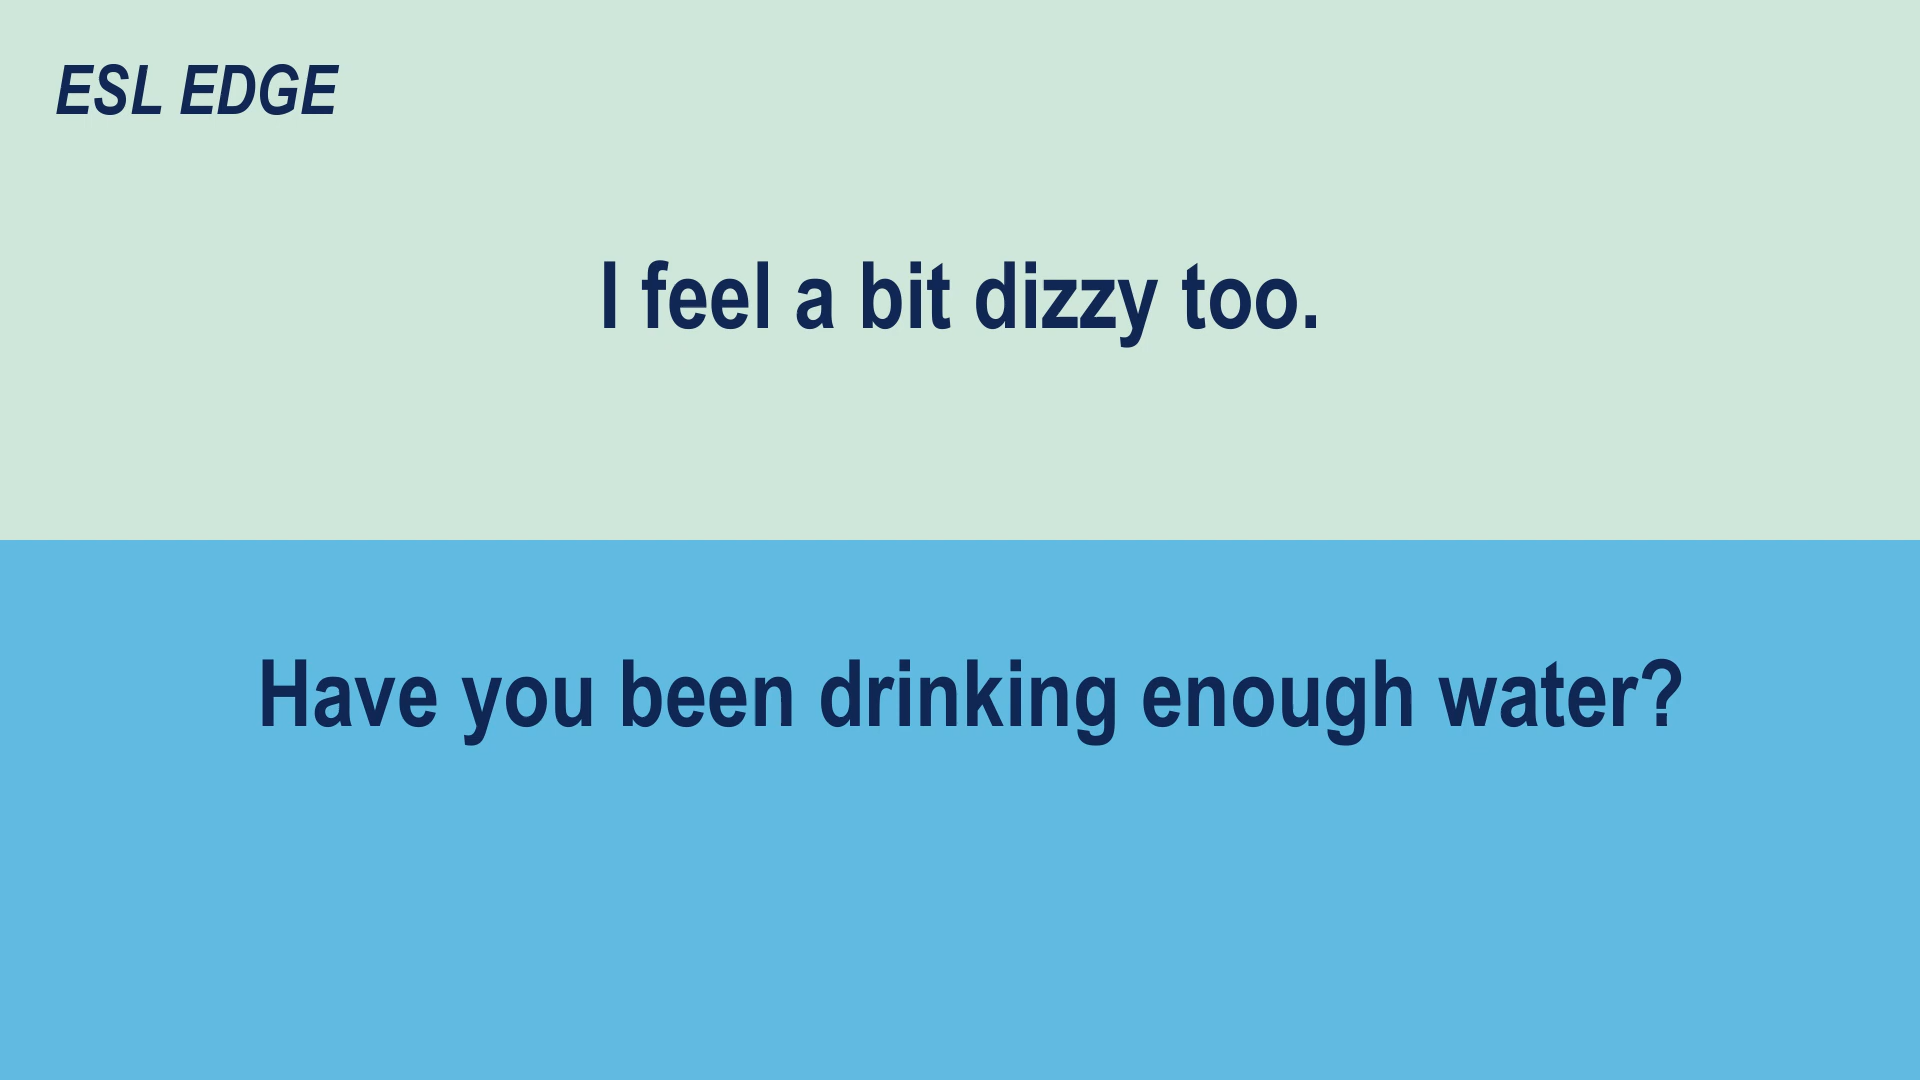 ESL EDGE
I feel a bit dizzy too.
Have you been drinking enough water?